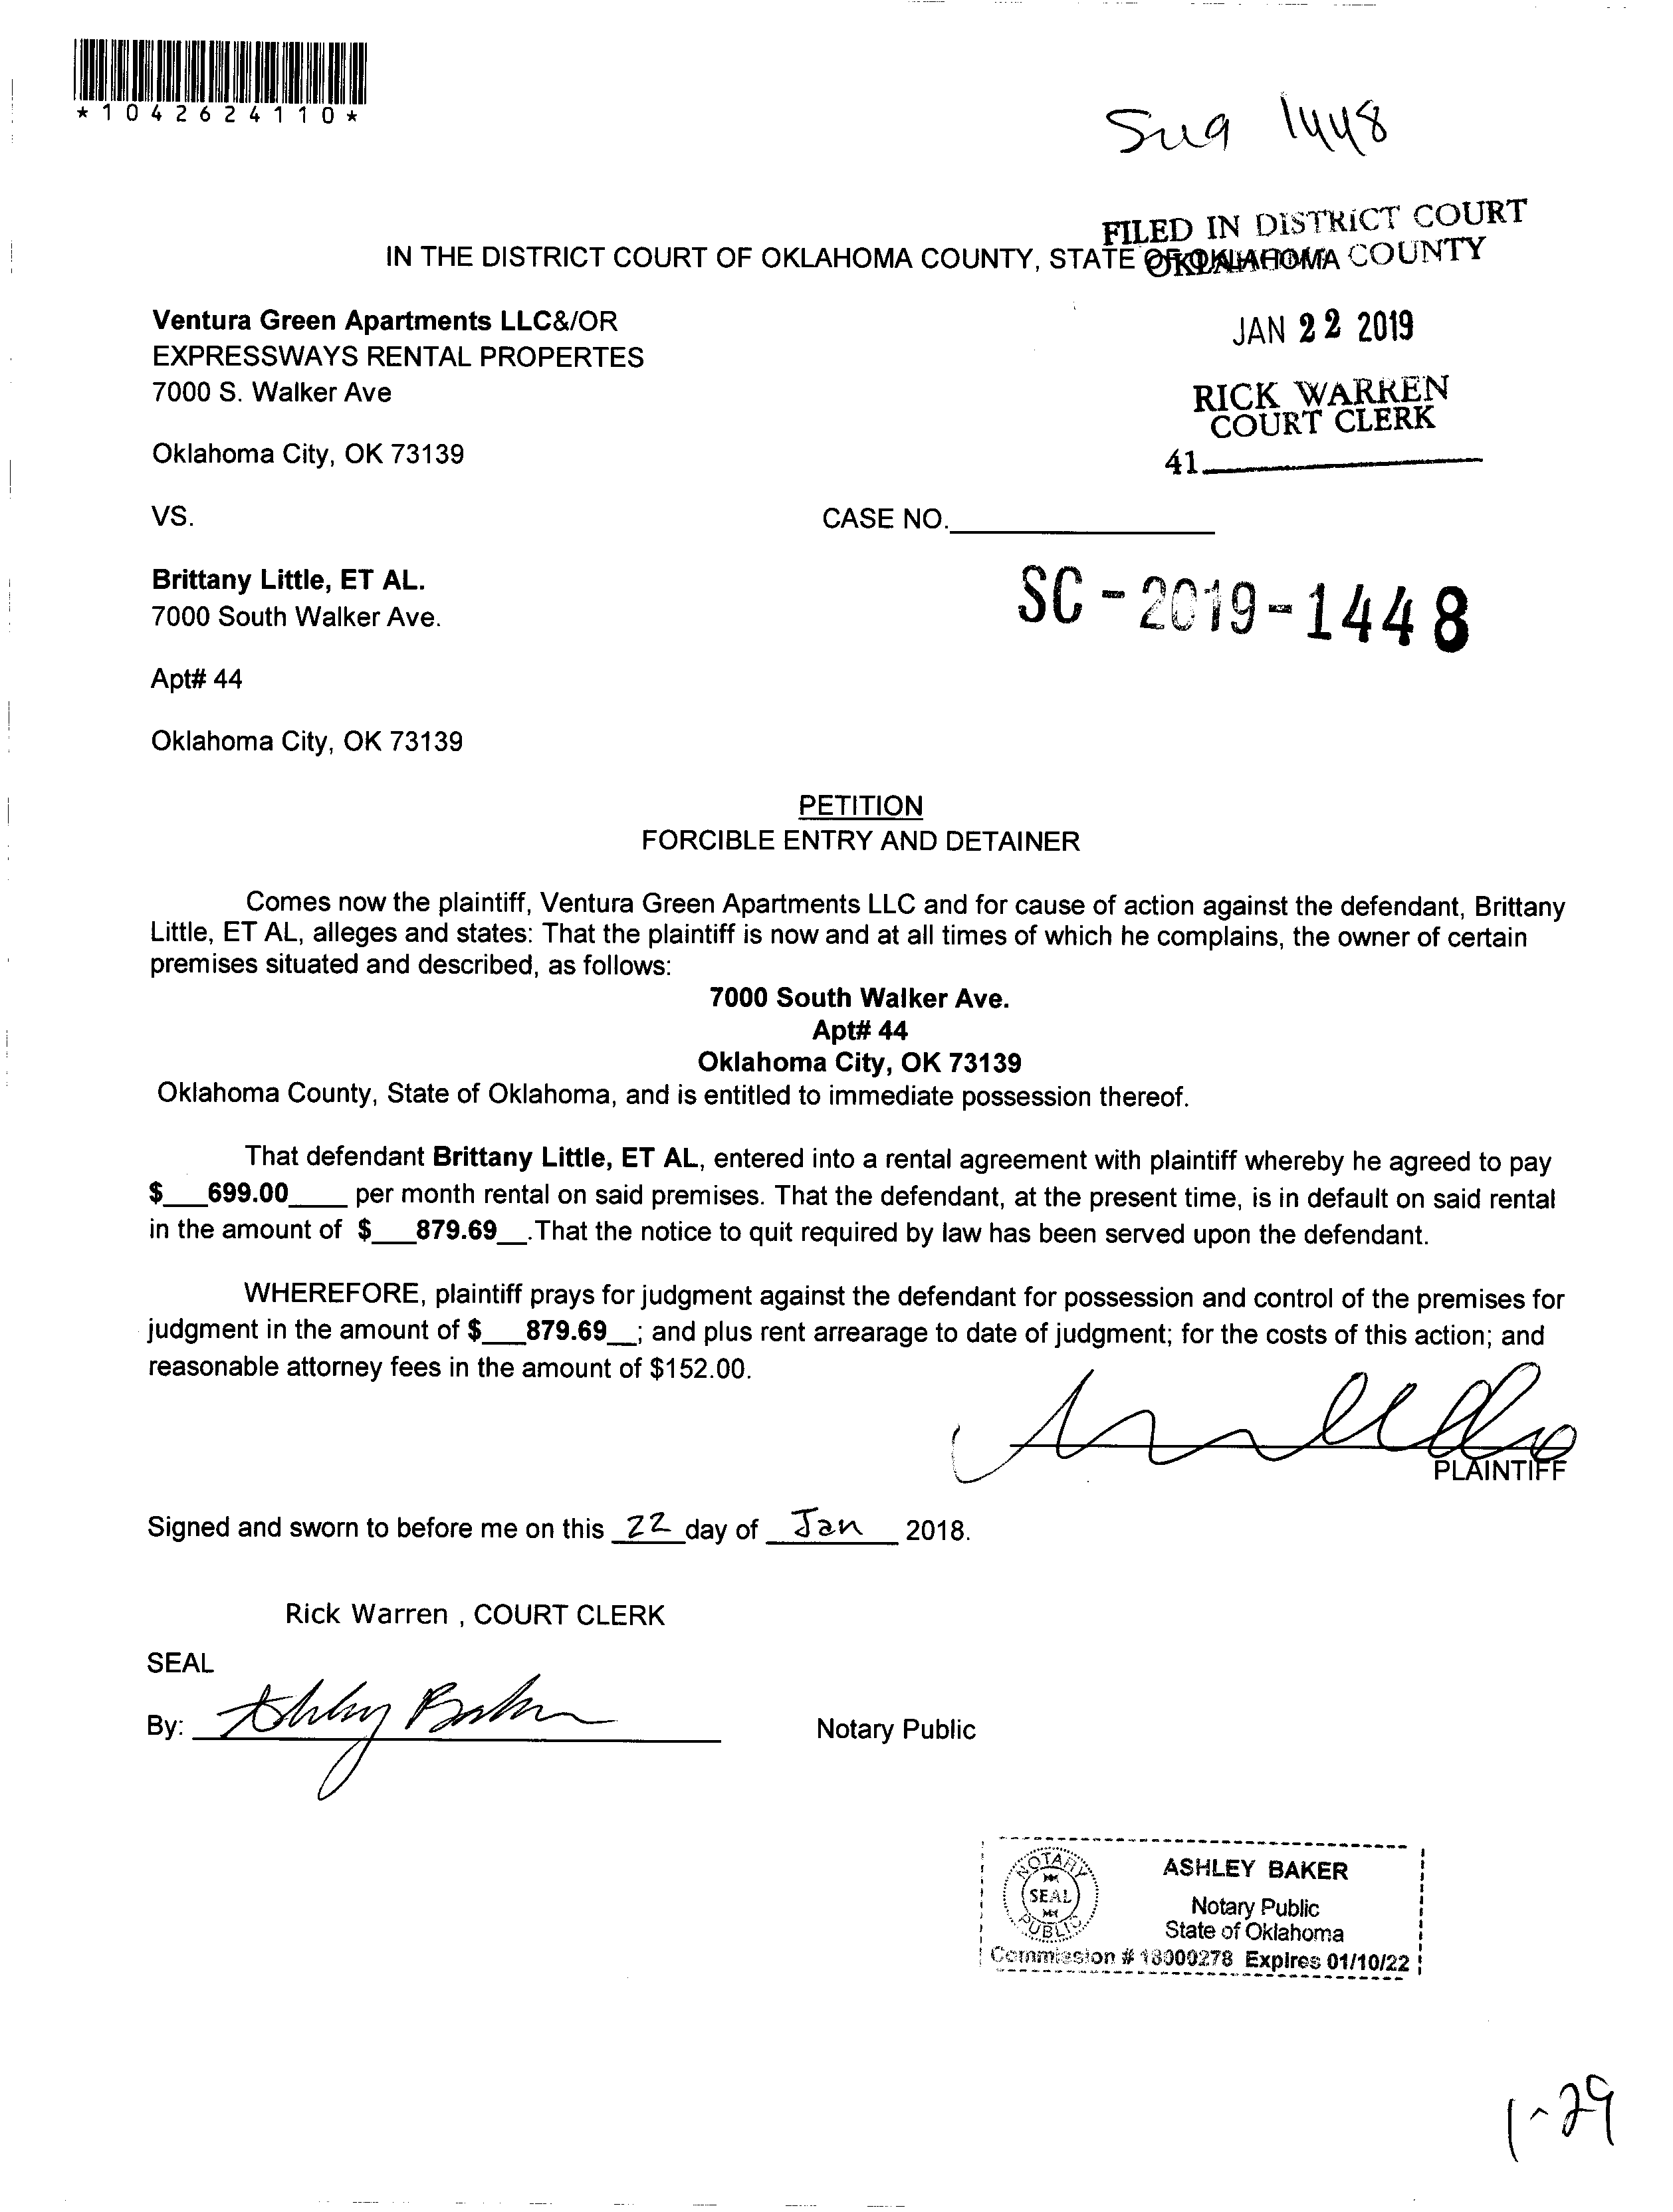 *1042624110*
1448
FILED IN DISTRICT COURT
OKLAHOMA COUNTY
IN THE DISTRICT COURT OF OKLAHOMA COUNTY, STATE OF OKLAHOMA
Ventura Green Apartments LLC&/OR
EXPRESSWAYS RENTAL PROPERTES
7000 S. Walker Ave
JAN 22 2019
RICK WARREN
COURT CLERK
Oklahoma City, OK 73139
41
VS.
CASE NO.
SC-2019-1448
Brittany Little, ET AL.
7000 South Walker Ave.
Apt# 44
Oklahoma City, OK 73139
PETITION
FORCIBLE ENTRY AND DETAINER
Comes now the plaintiff, Ventura Green Apartments LLC and for cause of action against the defendant, Brittany
Little, ET AL, alleges and states: That the plaintiff is now and at all times of which he complains, the owner of certain
premises situated and described, as follows:
7000 South Walker Ave.
Apt# 44
Oklahoma City, OK 73139
Oklahoma County, State of Oklahoma, and is entitled to immediate possession thereof.
That defendant Brittany Little, ET AL, entered into a rental agreement with plaintiff whereby he agreed to pay
$___699.00____ per month rental on said premises. That the defendant, at the present time, is in default on said rental
in the amount of $___879.69__.That the notice to quit required by law has been served upon the defendant.
WHEREFORE, plaintiff prays for judgment against the defendant for possession and control of the premises for
judgment in the amount of $___879.69__; and plus rent arrearage to date of judgment; for the costs of this action; and
reasonable attorney fees in the amount of $152.00.
PLAINTIFF
Signed and sworn to before me on this 22 day of Jan 2018.
Rick Warren , COURT CLERK
SEAL
By: Ashley Baker
Notary Public
NOTARY PUBLIC
SEAL
ASHLEY BAKER
Notary Public
State of Oklahoma
Commission # 18000278 Expires 01/10/22
1-29